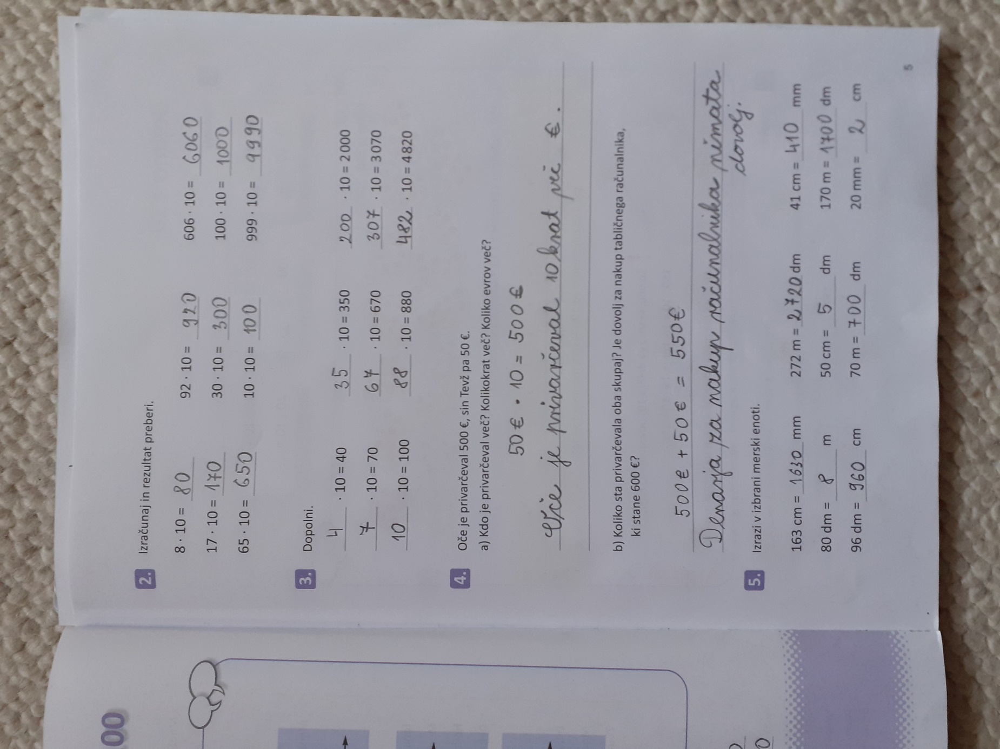 2. Izračunaj in rezultat preberi.
8 · 10 = 80 92 · 10 = 920 606 · 10 = 6060
17 · 10 = 170 30 · 10 = 300 100 · 10 = 1000
65 · 10 = 650 10 · 10 = 100 999 · 10 = 9990
3. Dopolni.
4 · 10 = 40 35 · 10 = 350 200 · 10 = 2000
7 · 10 = 70 67 · 10 = 670 307 · 10 = 3070
10 · 10 = 100 88 · 10 = 880 482 · 10 = 4820
4. Oče je privarčeval 500 €, sin Tevž pa 50 €.
a) Kdo je privarčeval več? Kolikokrat več? Koliko evrov več?
50 € · 10 = 500 €
Oče je privarčeval 10 krat več €.
b) Koliko sta privarčevala oba skupaj? Je dovolj za nakup tabličnega računalnika,
ki stane 600 €?
500 € + 50 € = 550 €
Denarja za nakup računalnika nimata
dovolj.
5. Izrazi v izbrani merski enoti.
163 cm = 1630 mm 272 m = 2720 dm 41 cm = 410 mm
80 dm = 8 m 50 cm = 5 dm 170 m = 1700 dm
96 dm = 960 cm 70 m = 700 dm 20 mm = 2 cm
5
00